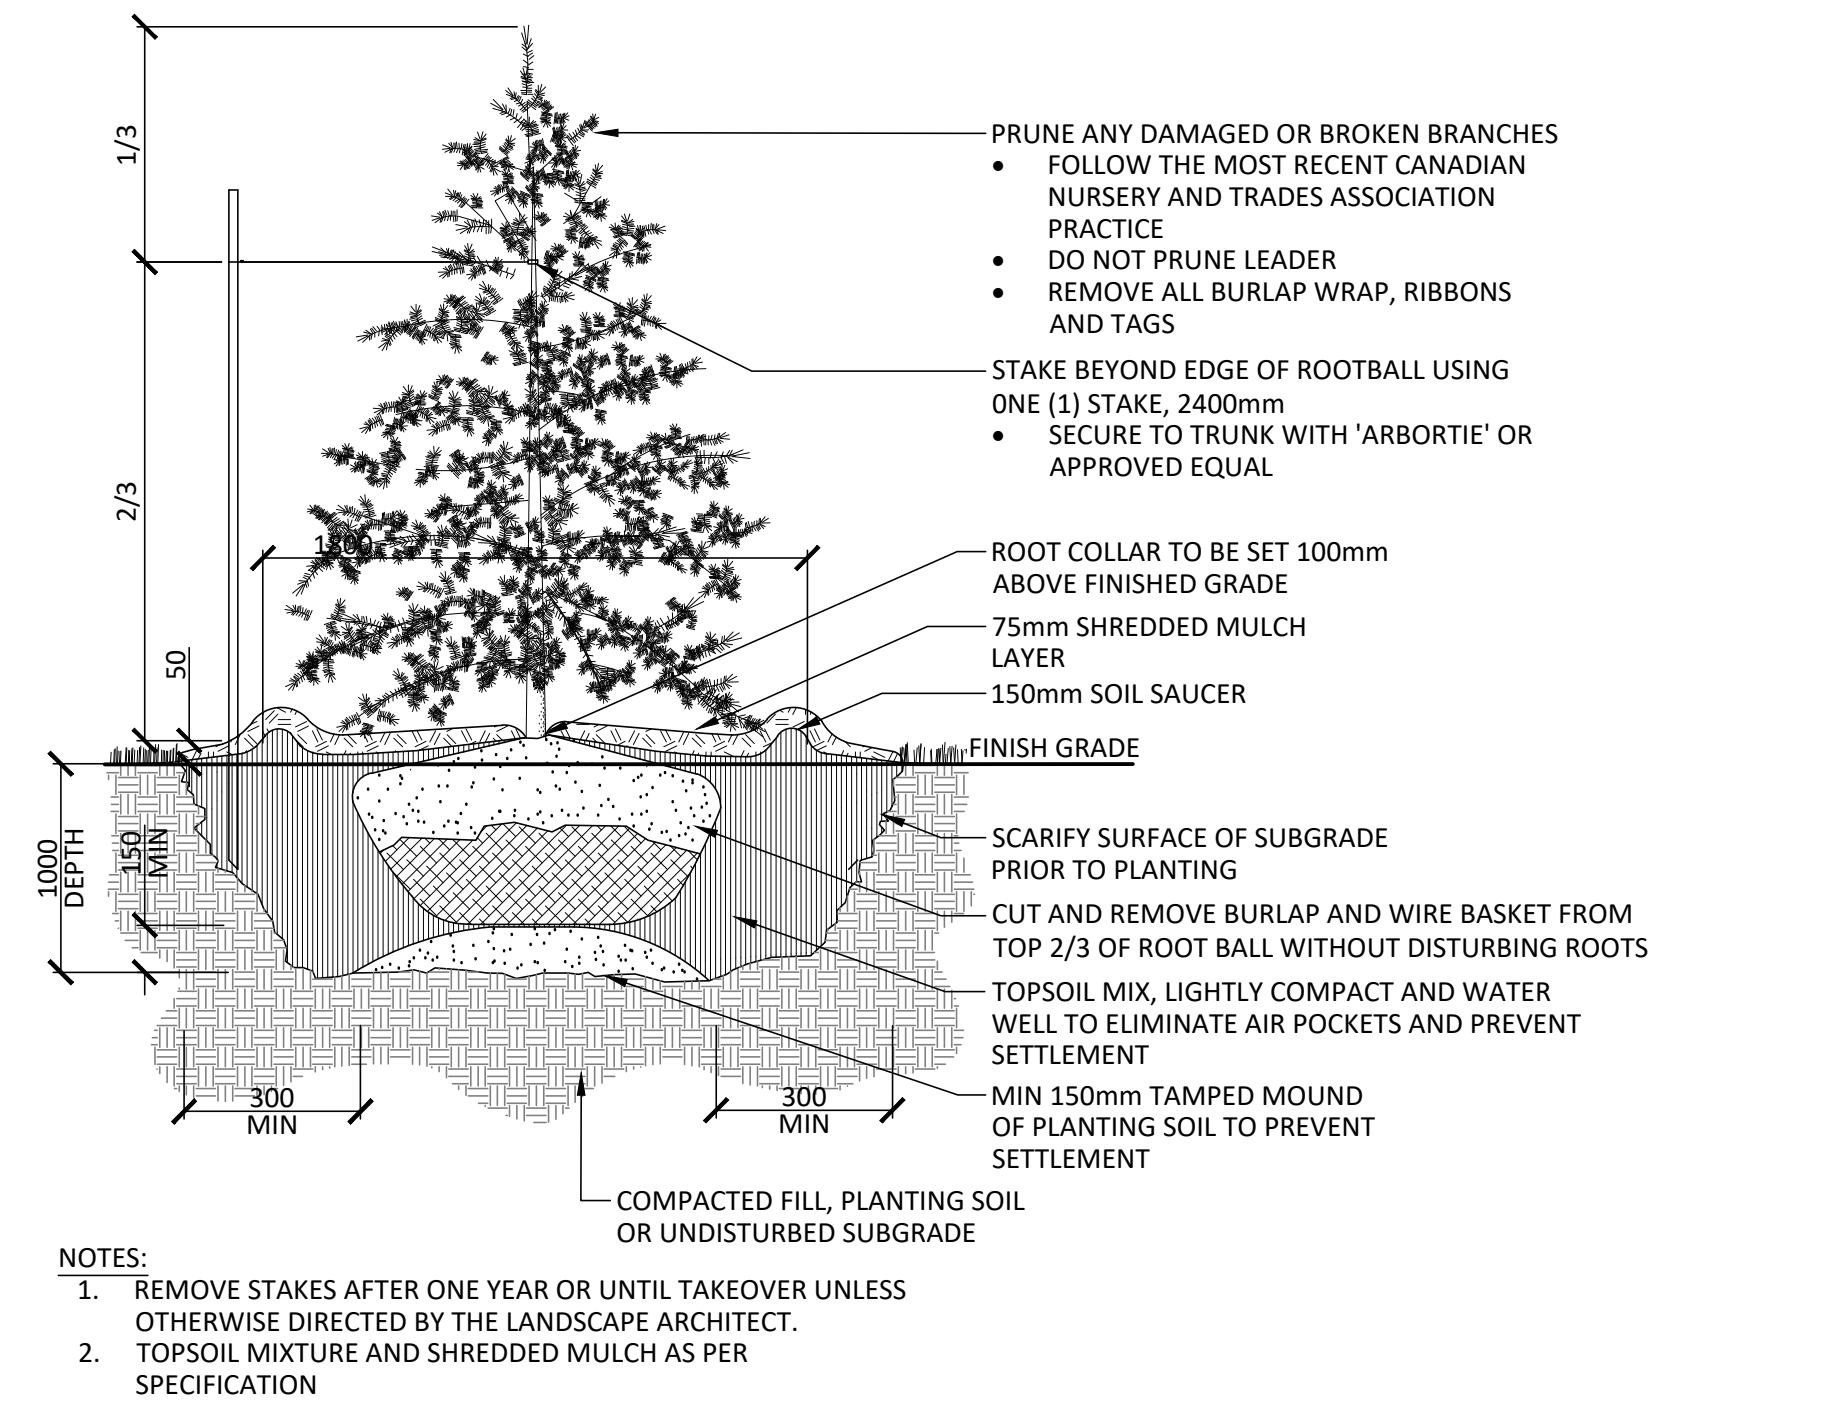 1/3
PRUNE ANY DAMAGED OR BROKEN BRANCHES
• FOLLOW THE MOST RECENT CANADIAN
NURSERY AND TRADES ASSOCIATION
PRACTICE
• DO NOT PRUNE LEADER
• REMOVE ALL BURLAP WRAP, RIBBONS
AND TAGS
STAKE BEYOND EDGE OF ROOTBALL USING
0NE (1) STAKE, 2400mm
• SECURE TO TRUNK WITH 'ARBORTIE' OR
APPROVED EQUAL
2/3
1800
ROOT COLLAR TO BE SET 100mm
ABOVE FINISHED GRADE
75mm SHREDDED MULCH
LAYER
50
150mm SOIL SAUCER
FINISH GRADE
1000
DEPTH
150
MIN
SCARIFY SURFACE OF SUBGRADE
PRIOR TO PLANTING
CUT AND REMOVE BURLAP AND WIRE BASKET FROM
TOP 2/3 OF ROOT BALL WITHOUT DISTURBING ROOTS
TOPSOIL MIX, LIGHTLY COMPACT AND WATER
WELL TO ELIMINATE AIR POCKETS AND PREVENT
SETTLEMENT
300
MIN
300
MIN
MIN 150mm TAMPED MOUND
OF PLANTING SOIL TO PREVENT
SETTLEMENT
COMPACTED FILL, PLANTING SOIL
OR UNDISTURBED SUBGRADE
NOTES:
1. REMOVE STAKES AFTER ONE YEAR OR UNTIL TAKEOVER UNLESS
OTHERWISE DIRECTED BY THE LANDSCAPE ARCHITECT.
2. TOPSOIL MIXTURE AND SHREDDED MULCH AS PER
SPECIFICATION